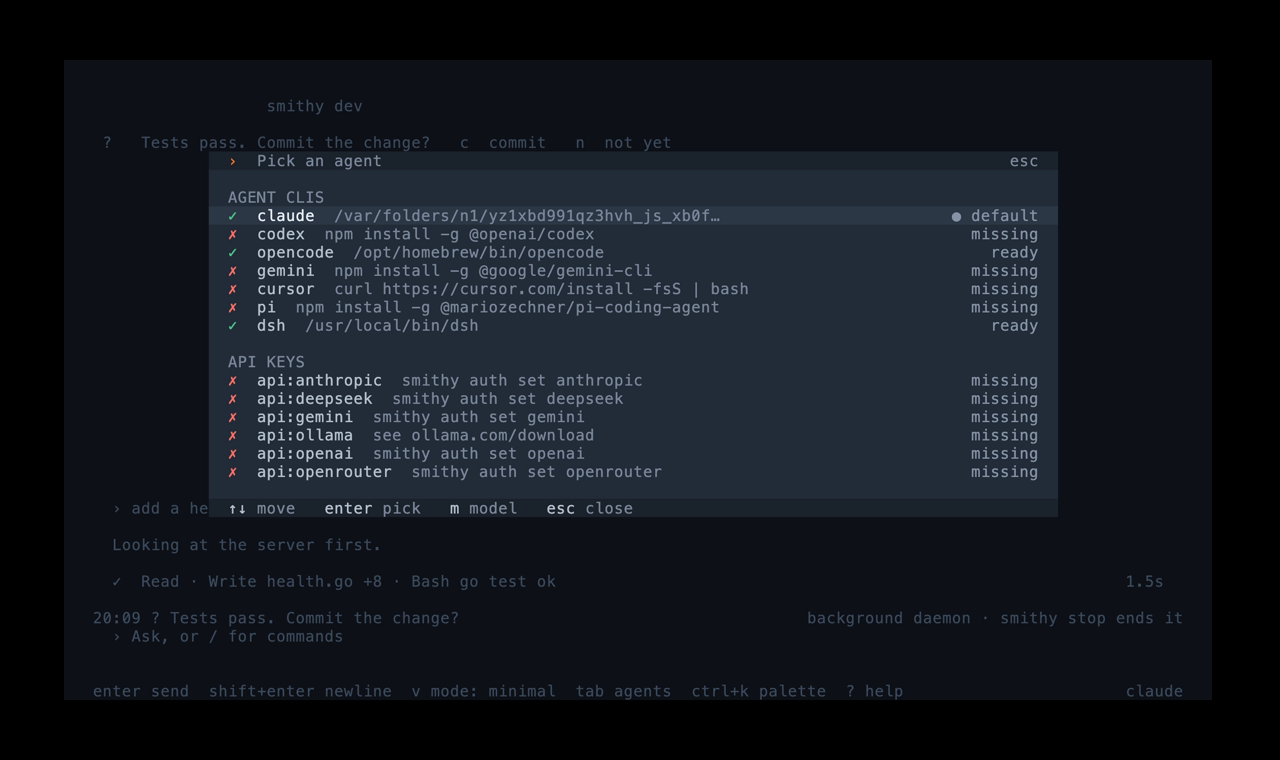 smithy dev
? Tests pass. Commit the change? c commit n not yet
› Pick an agent esc
AGENT CLIS
✓ claude /var/folders/n1/yz1xbd991qz3hvh_js_xb0f… ● default
✗ codex npm install -g @openai/codex missing
✓ opencode /opt/homebrew/bin/opencode ready
✗ gemini npm install -g @google/gemini-cli missing
✗ cursor curl https://cursor.com/install -fsS | bash missing
✗ pi npm install -g @mariozechner/pi-coding-agent missing
✓ dsh /usr/local/bin/dsh ready
API KEYS
✗ api:anthropic smithy auth set anthropic missing
✗ api:deepseek smithy auth set deepseek missing
✗ api:gemini smithy auth set gemini missing
✗ api:ollama see ollama.com/download missing
✗ api:openai smithy auth set openai missing
✗ api:openrouter smithy auth set openrouter missing
› add a he
↑↓ move enter pick m model esc close
Looking at the server first.
✓ Read · Write health.go +8 · Bash go test ok 1.5s
20:09 ? Tests pass. Commit the change? background daemon · smithy stop ends it
› Ask, or / for commands
enter send shift+enter newline v mode: minimal tab agents ctrl+k palette ? help claude